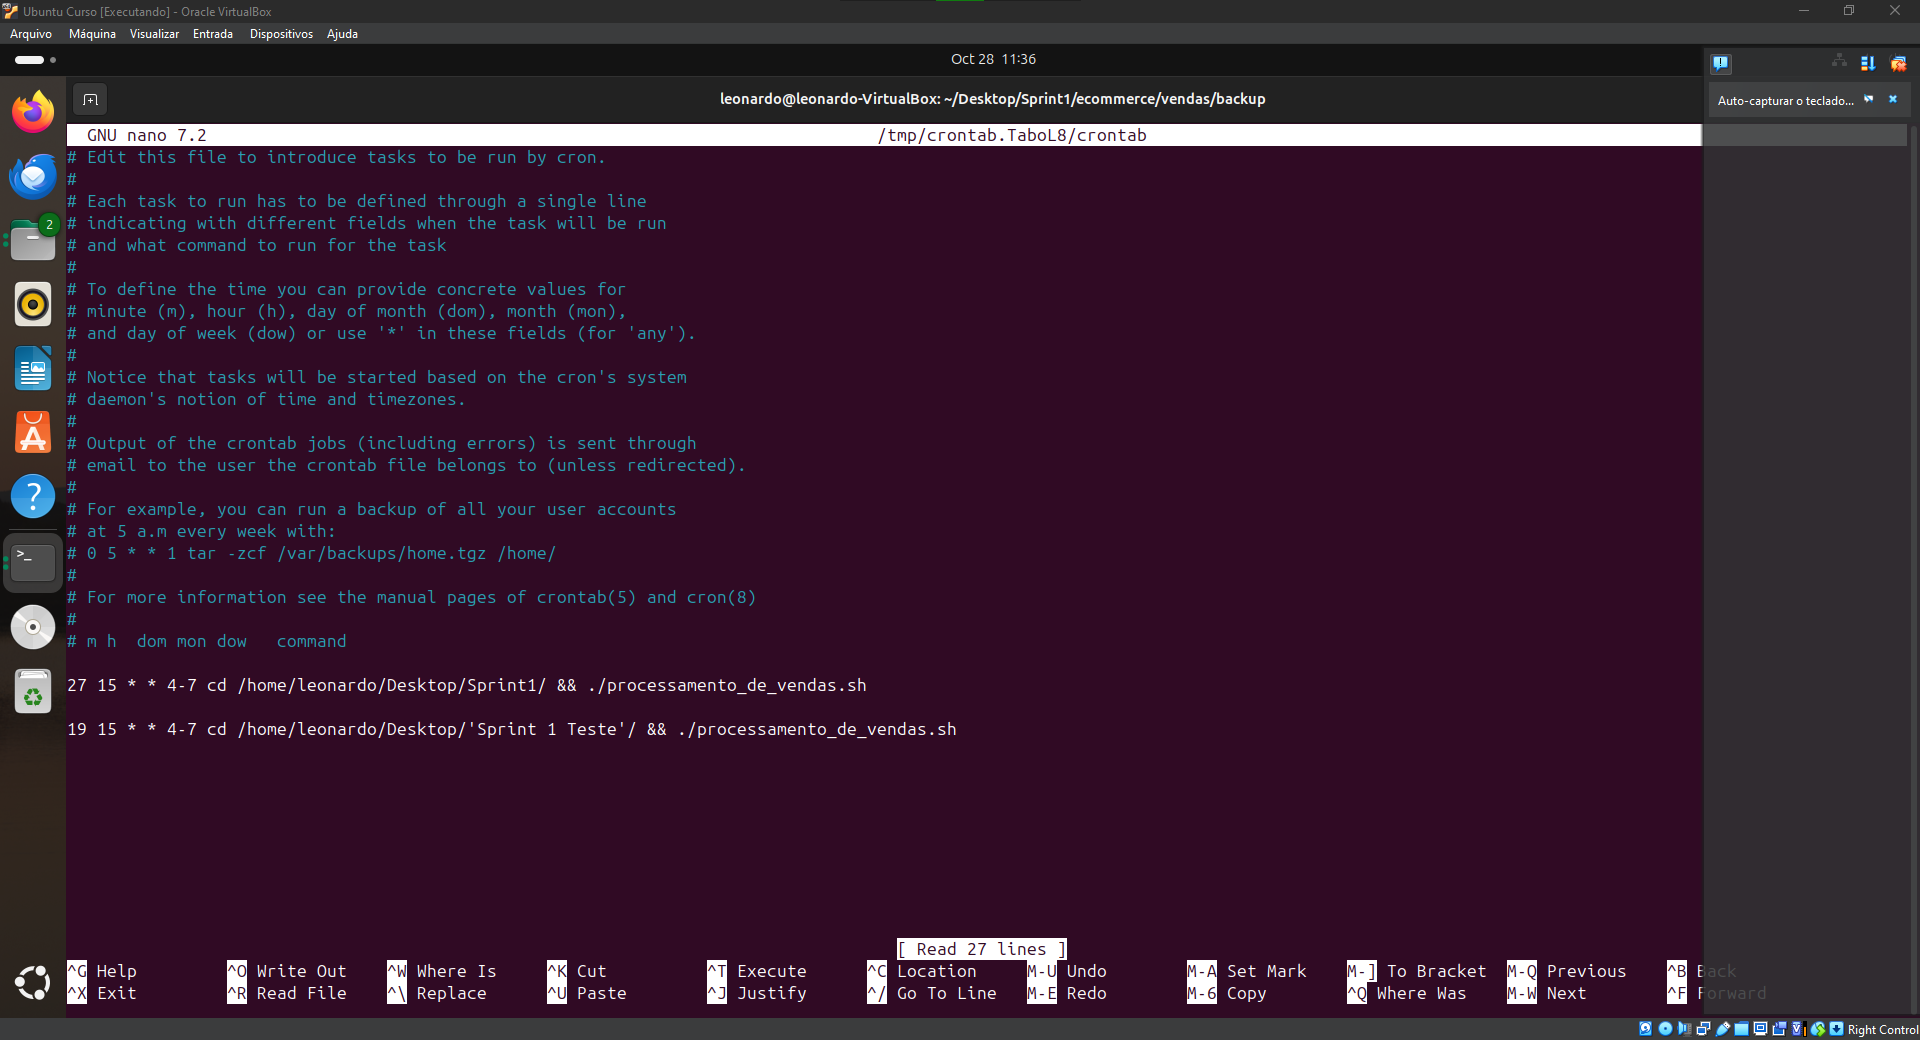 Ubuntu Curso [Executando] - Oracle VirtualBox
Arquivo Máquina Visualizar Entrada Dispositivos Ajuda
Oct 28 11:36
Auto-capturar o teclado...
leonardo@leonardo-VirtualBox: ~/Desktop/Sprint1/ecommerce/vendas/backup
GNU nano 7.2 /tmp/crontab.TaboL8/crontab
# Edit this file to introduce tasks to be run by cron.
#
# Each task to run has to be defined through a single line
# indicating with different fields when the task will be run
# and what command to run for the task
#
# To define the time you can provide concrete values for
# minute (m), hour (h), day of month (dom), month (mon),
# and day of week (dow) or use '*' in these fields (for 'any').
#
# Notice that tasks will be started based on the cron's system
# daemon's notion of time and timezones.
#
# Output of the crontab jobs (including errors) is sent through
# email to the user the crontab file belongs to (unless redirected).
#
# For example, you can run a backup of all your user accounts
# at 5 a.m every week with:
# 0 5 * * 1 tar -zcf /var/backups/home.tgz /home/
#
# For more information see the manual pages of crontab(5) and cron(8)
#
# m h  dom mon dow   command
27 15 * * 4-7 cd /home/leonardo/Desktop/Sprint1/ && ./processamento_de_vendas.sh
19 15 * * 4-7 cd /home/leonardo/Desktop/'Sprint 1 Teste'/ && ./processamento_de_vendas.sh
[ Read 27 lines ]
^G Help ^O Write Out ^W Where Is ^K Cut ^T Execute ^C Location M-U Undo M-A Set Mark M-] To Bracket M-Q Previous ^B Back
^X Exit ^R Read File ^\ Replace ^U Paste ^J Justify ^/ Go To Line M-E Redo M-6 Copy ^Q Where Was M-W Next ^F Forward
2
Right Control